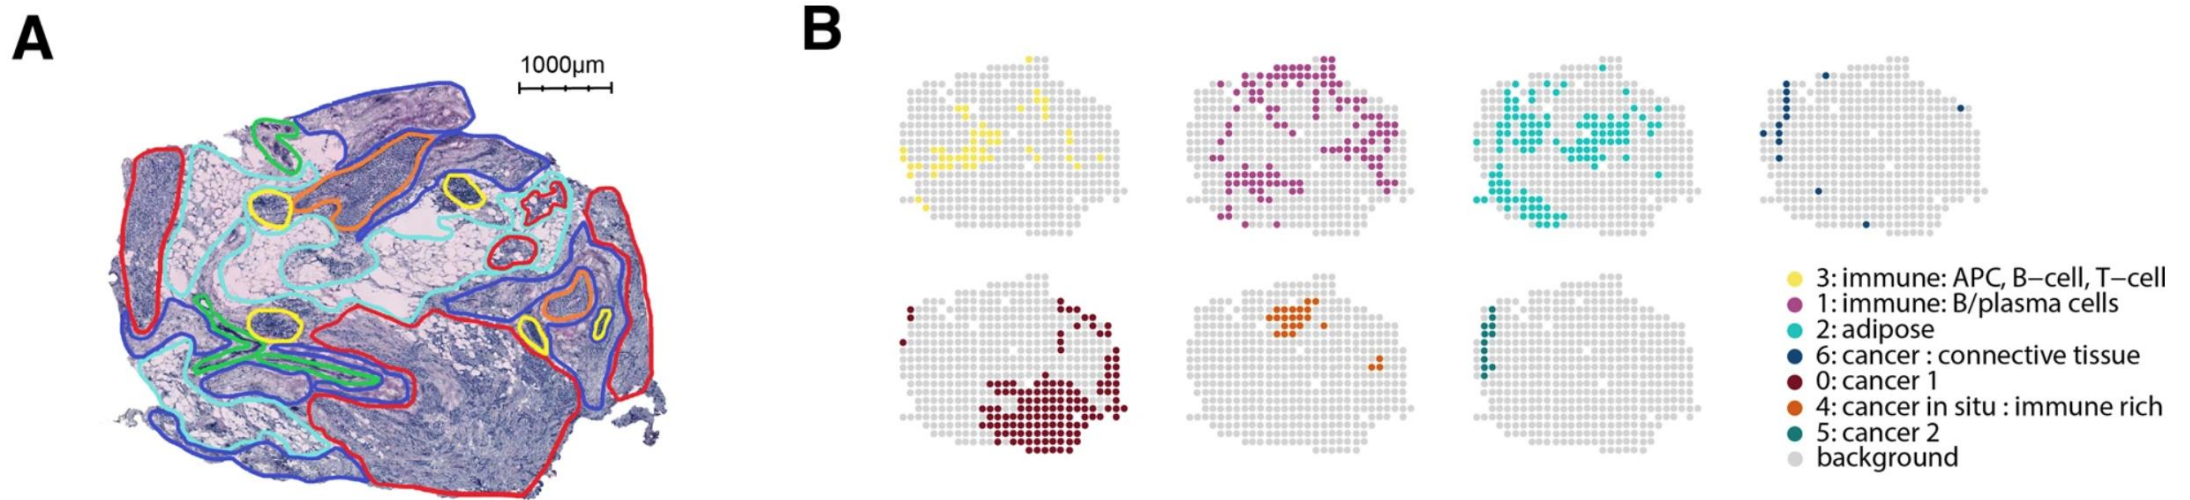 A
B
1000μm
3: immune: APC, B−cell, T−cell
1: immune: B/plasma cells
2: adipose
6: cancer : connective tissue
0: cancer 1
4: cancer in situ : immune rich
5: cancer 2
background